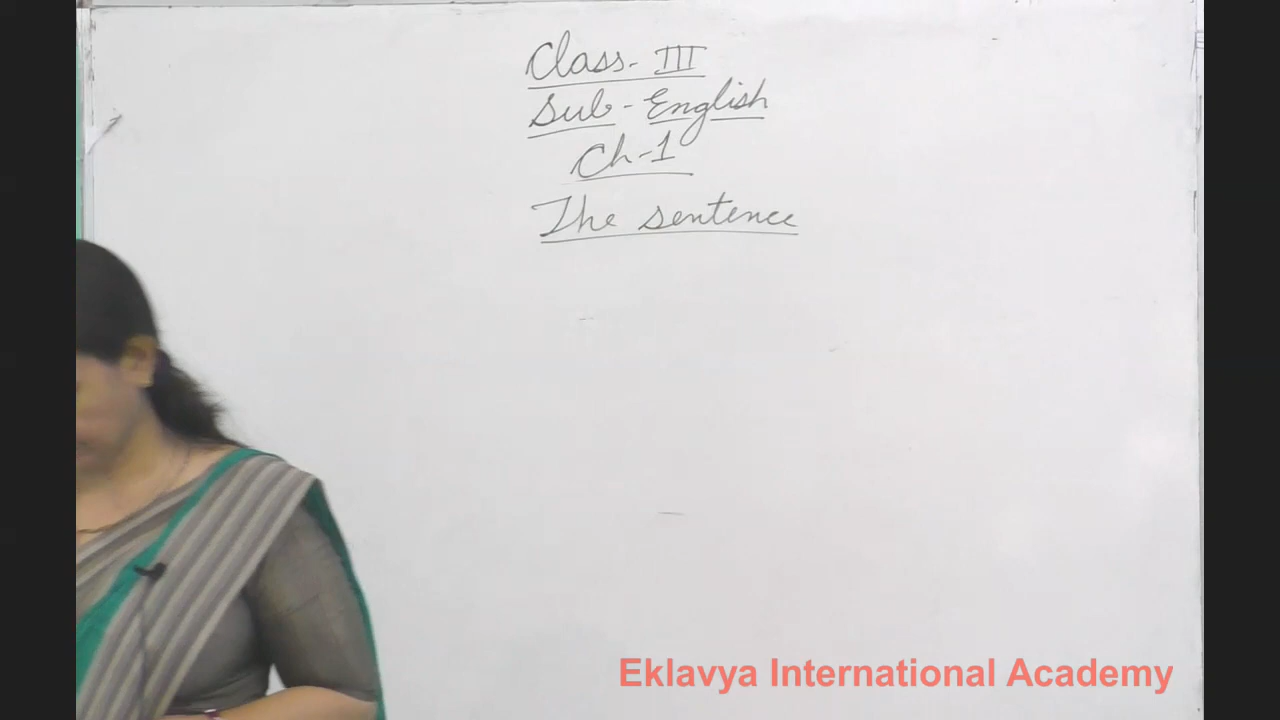 Class- III
Sub- English
Ch-1
The sentence
Eklavya International Academy